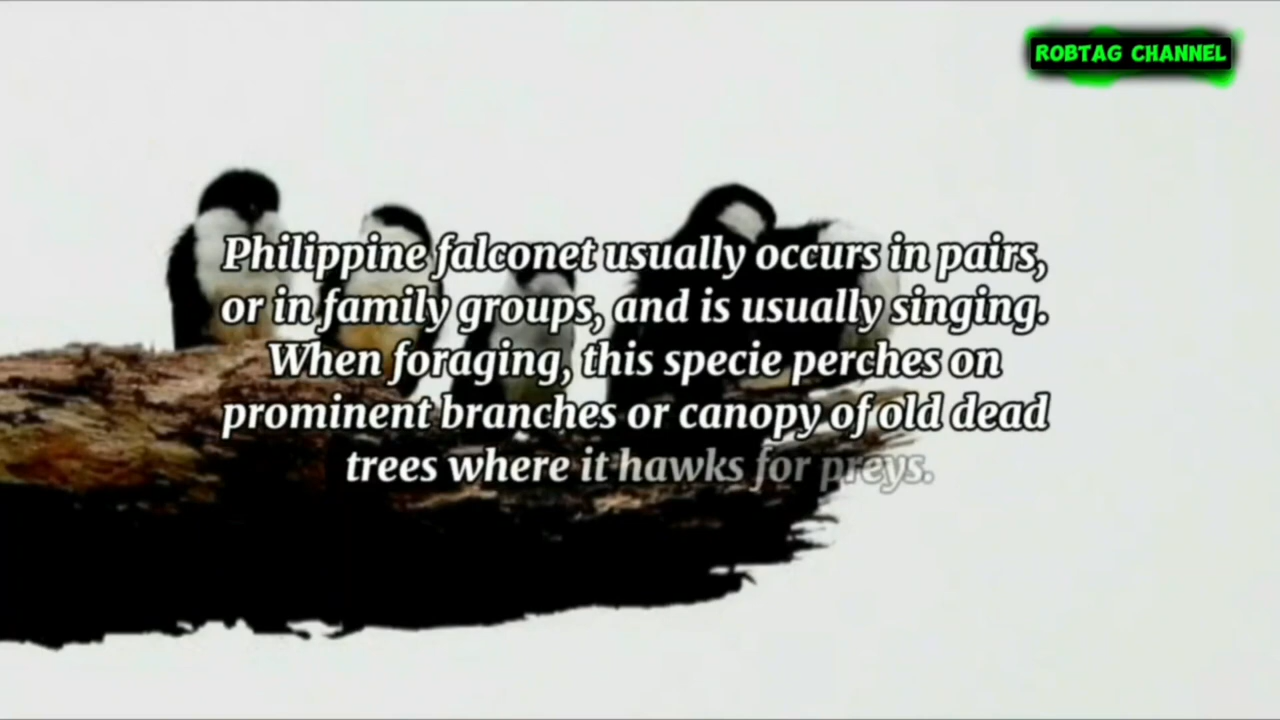 ROBTAG CHANNEL
Philippine falconet usually occurs in pairs,
or in family groups, and is usually singing.
When foraging, this specie perches on
prominent branches or canopy of old dead
trees where it hawks for preys.